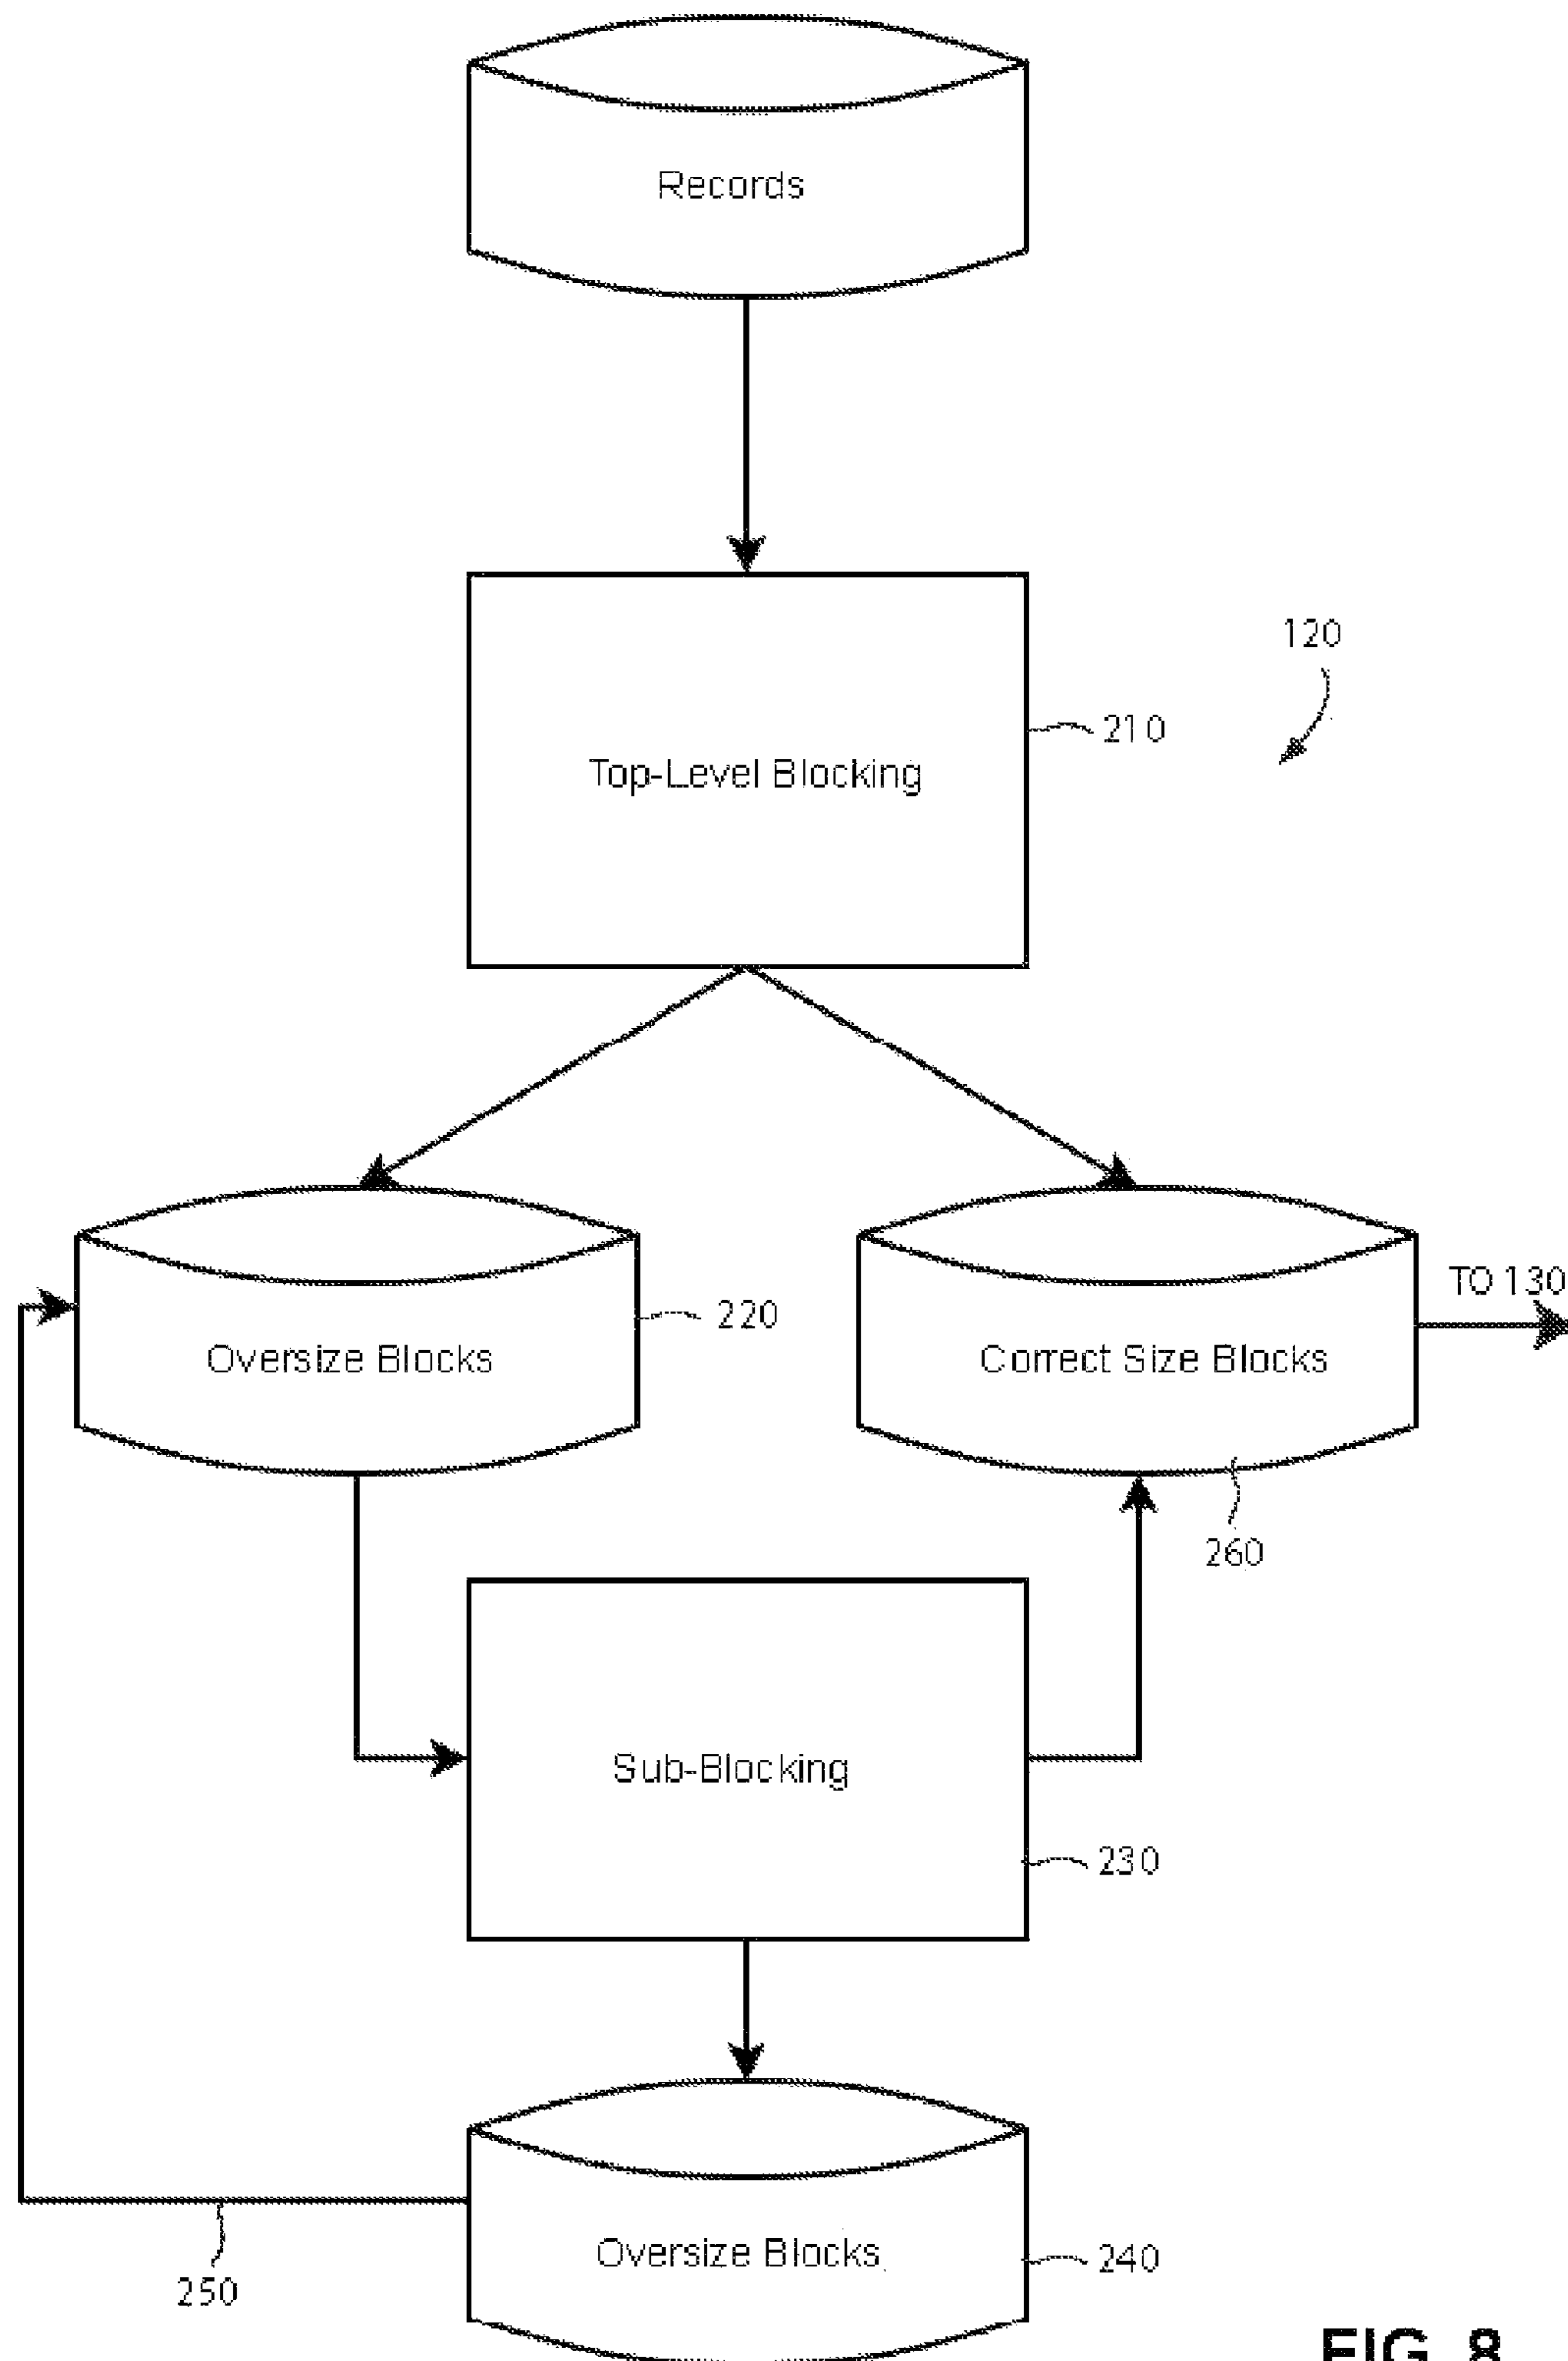 Records
120
210
Top-Level Blocking
TO 130
220
Oversize Blocks
Correct Size Blocks
260
Sub-Blocking
230
Oversize Blocks
240
250
FIG. 8